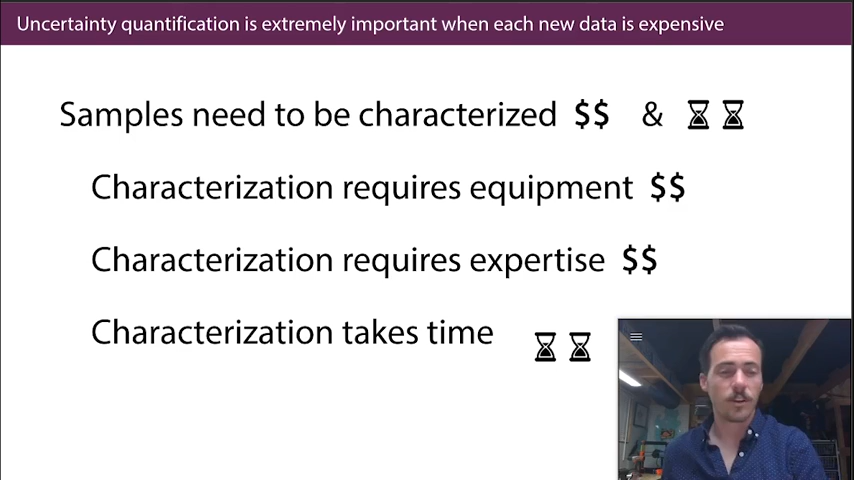 Uncertainty quantification is extremely important when each new data is expensive
Samples need to be characterized $$ &
Characterization requires equipment $$
Characterization requires expertise $$
Characterization takes time